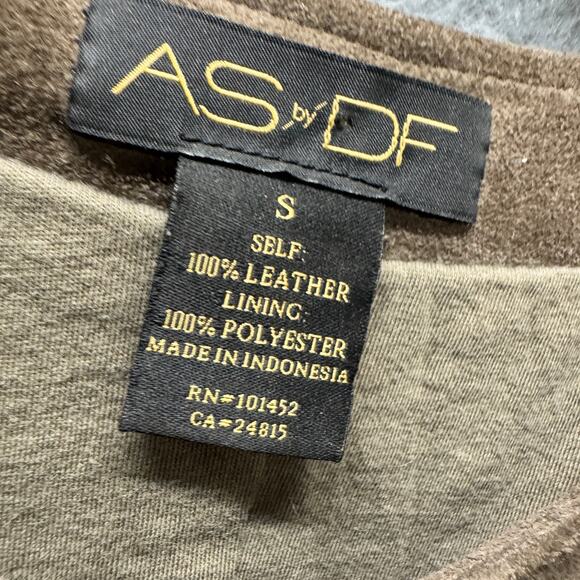 AS by DF
S
SELF:
100% LEATHER
LINING:
100% POLYESTER
MADE IN INDONESIA
RN#101452
CA#24815